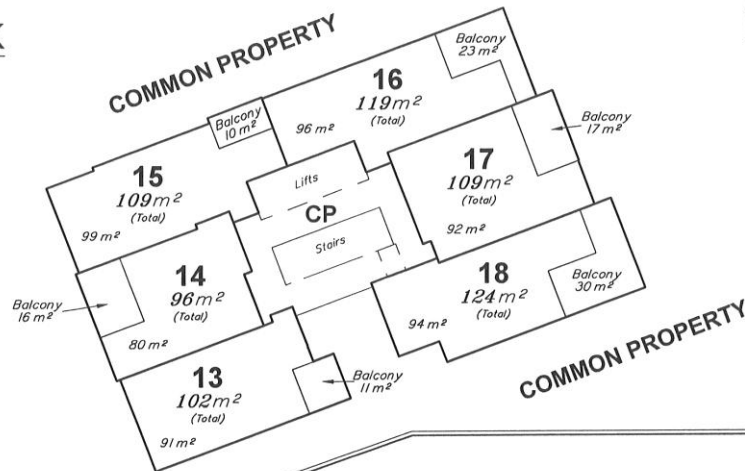 COMMON PROPERTY
Balcony
23 m²
16
119m²
(Total)
96 m²
Balcony
10 m²
Balcony
17 m²
15
109m²
(Total)
99 m²
Lifts
17
109m²
(Total)
92 m²
CP
Stairs
14
96m²
(Total)
80 m²
Balcony
16 m²
18
124m²
(Total)
94 m²
Balcony
30 m²
13
102m²
(Total)
91 m²
Balcony
11 m²
COMMON PROPERTY